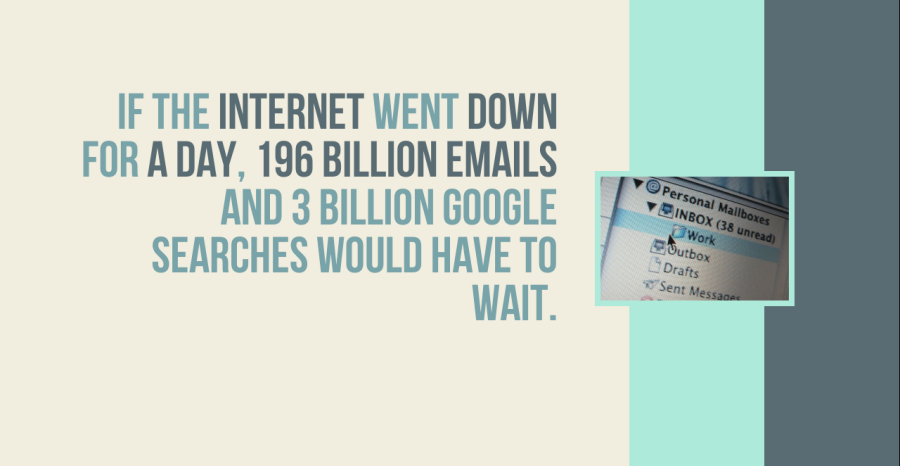 IF THE INTERNET WENT DOWN
FOR A DAY, 196 BILLION EMAILS
AND 3 BILLION GOOGLE
SEARCHES WOULD HAVE TO
WAIT.
@ Personal Mailboxes
INBOX (38 unread)
Work
Outbox
Drafts
Sent Messages